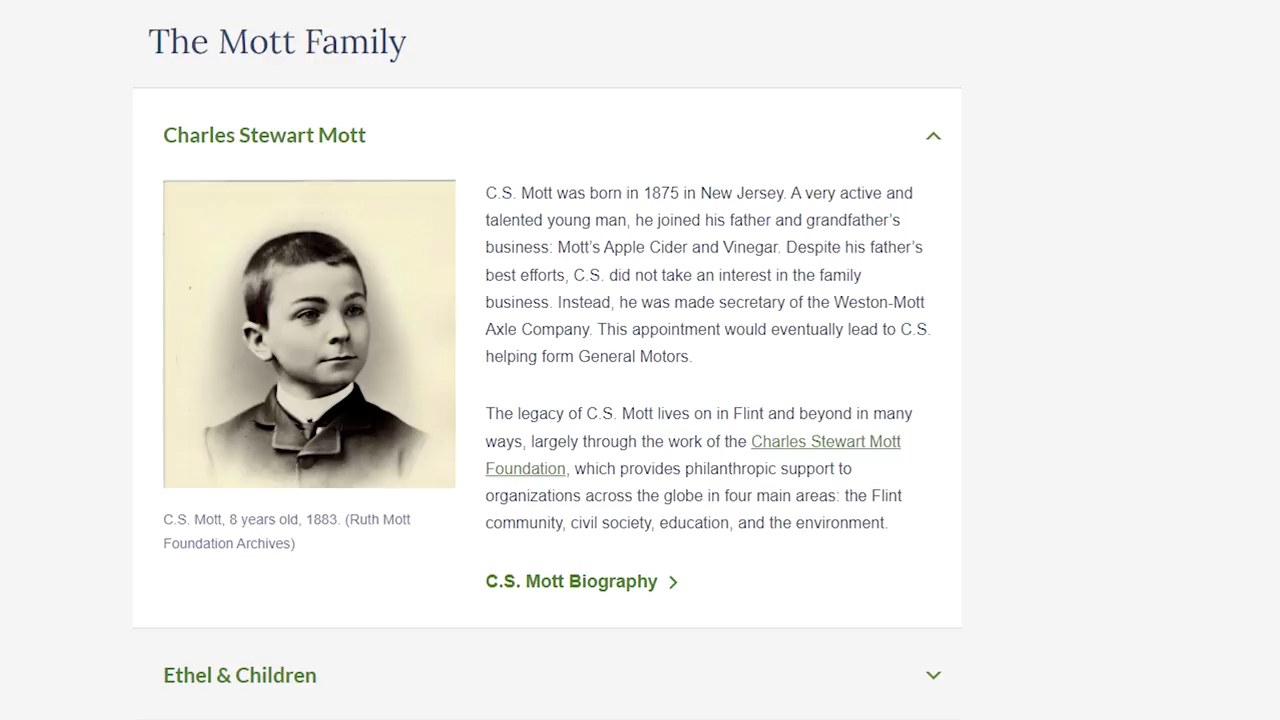 The Mott Family
Charles Stewart Mott
C.S. Mott was born in 1875 in New Jersey. A very active and
talented young man, he joined his father and grandfather’s
business: Mott’s Apple Cider and Vinegar. Despite his father’s
best efforts, C.S. did not take an interest in the family
business. Instead, he was made secretary of the Weston-Mott
Axle Company. This appointment would eventually lead to C.S.
helping form General Motors.
The legacy of C.S. Mott lives on in Flint and beyond in many
ways, largely through the work of the Charles Stewart Mott
Foundation, which provides philanthropic support to
organizations across the globe in four main areas: the Flint
community, civil society, education, and the environment.
C.S. Mott Biography
C.S. Mott, 8 years old, 1883. (Ruth Mott
Foundation Archives)
Ethel & Children